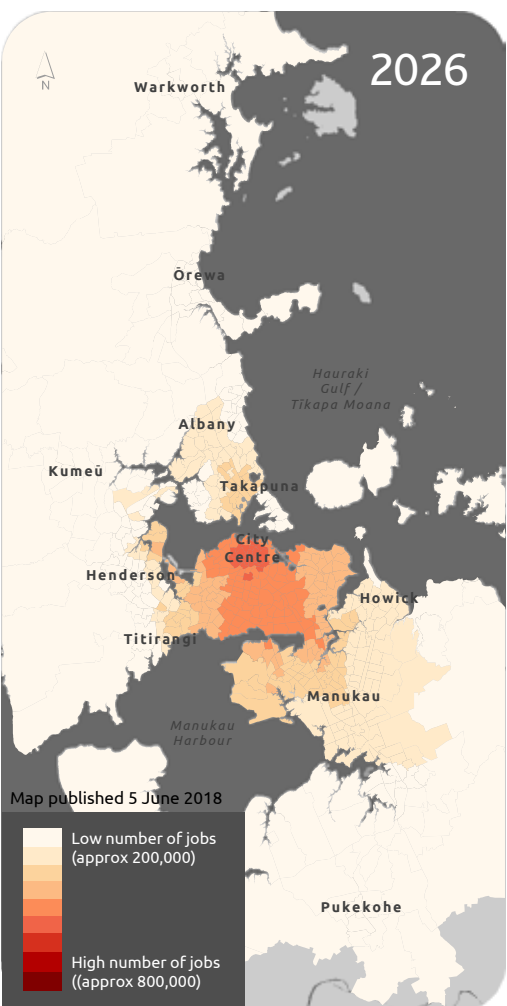 2026
N
Warkworth
Ōrewa
Hauraki
Gulf /
Tīkapa Moana
Albany
Kumeū
Takapuna
City
Centre
Henderson
Howick
Titirangi
Manukau
Manukau
Harbour
Map published 5 June 2018
Low number of jobs
(approx 200,000)
Pukekohe
High number of jobs
((approx 800,000)